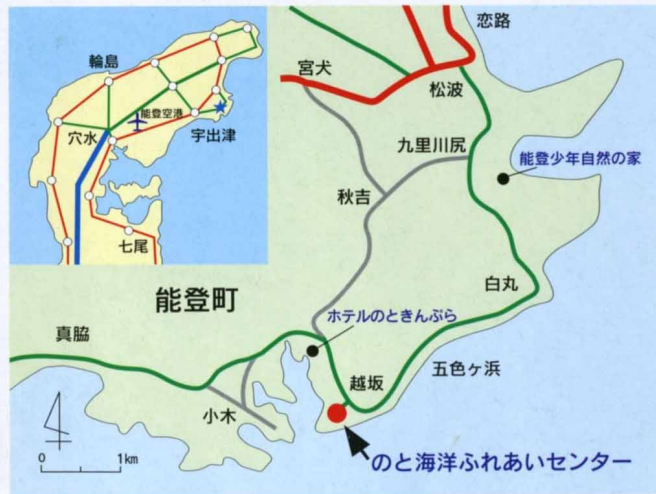 輪島
能登空港
穴水
宇出津
七尾
恋路
宮犬
松波
九里川尻
能登少年自然の家
秋吉
能登町
白丸
ホテルのときんぷら
真脇
五色ヶ浜
越坂
小木
のと海洋ふれあいセンター
0
1km